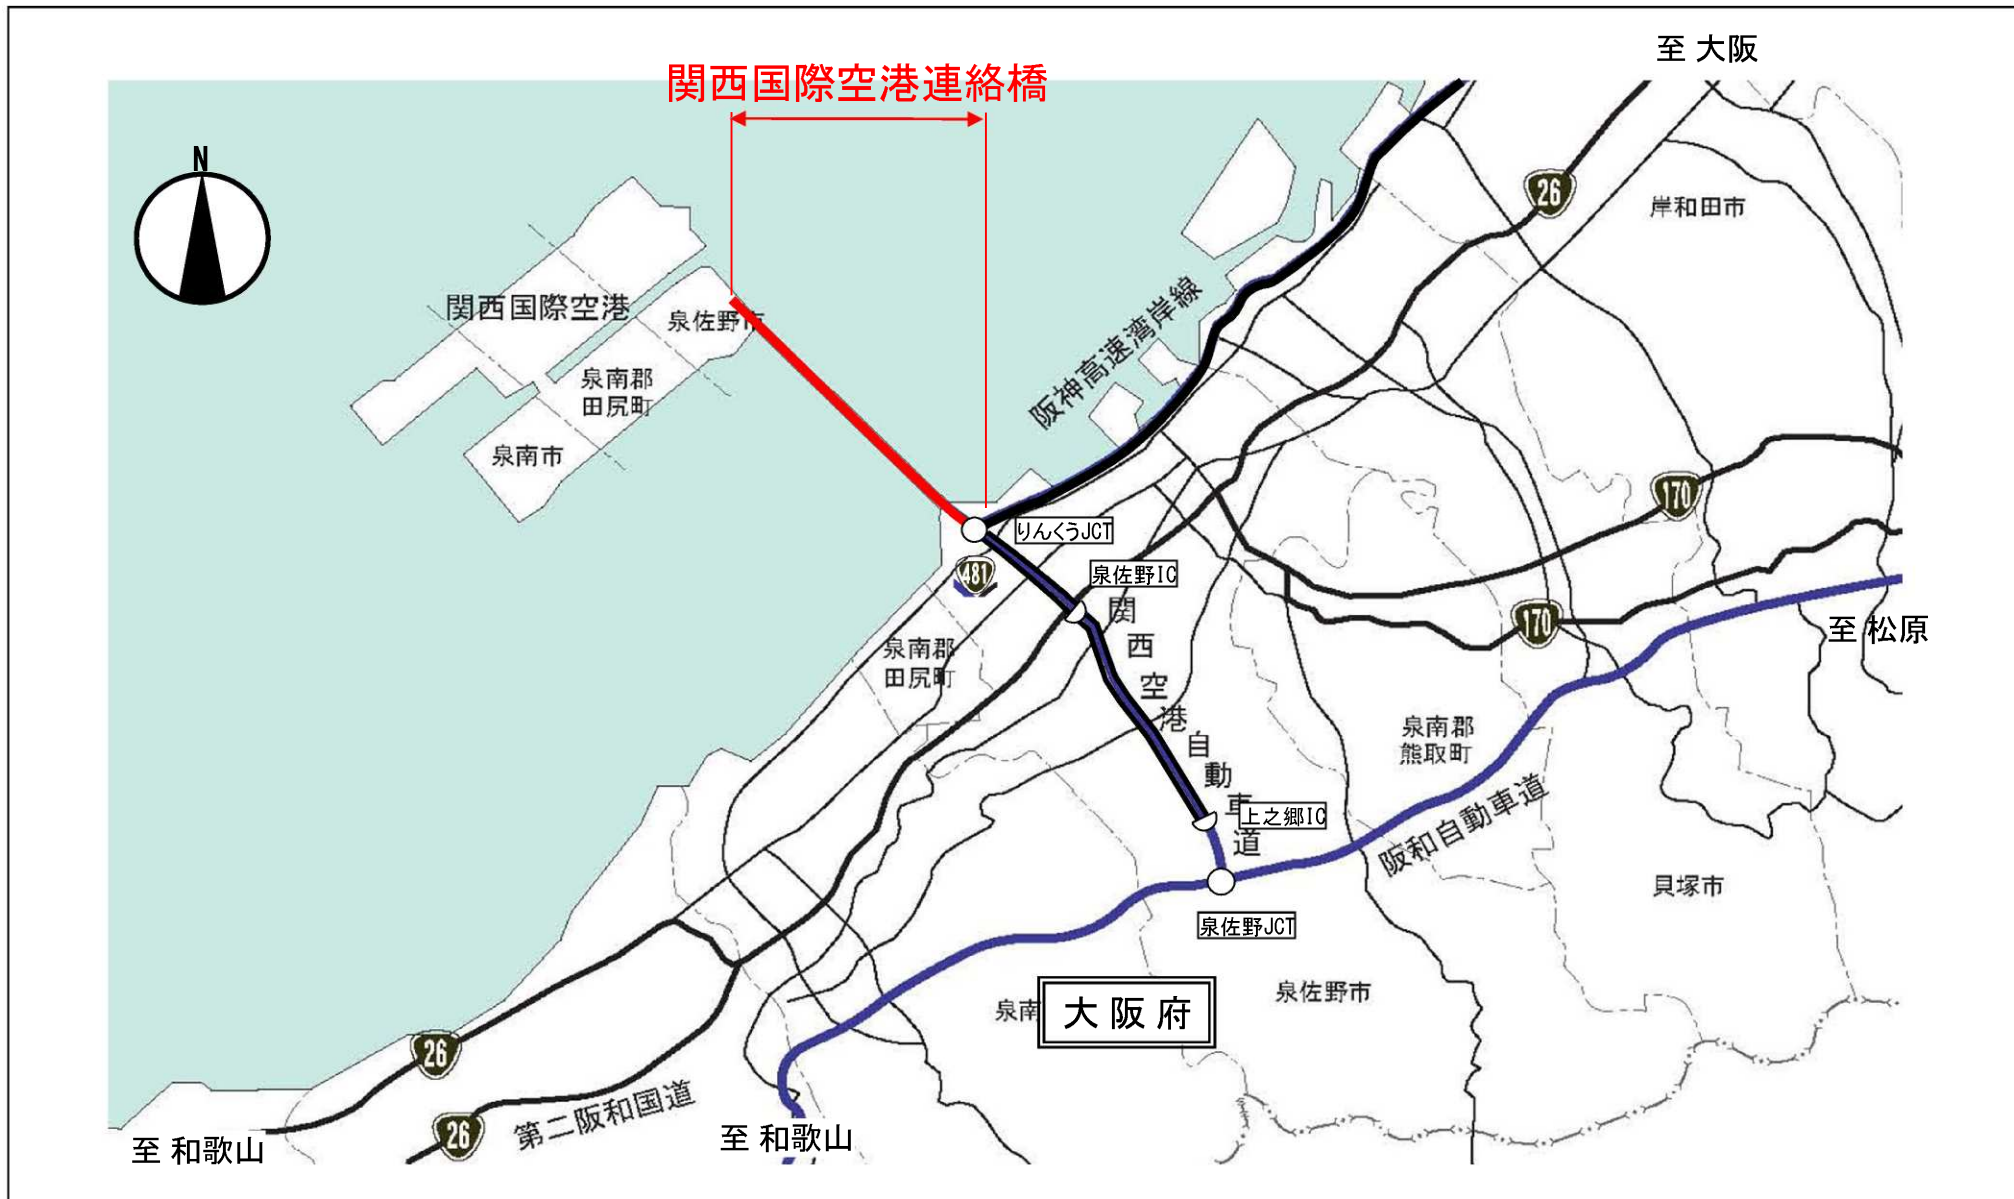 至 大阪
関西国際空港連絡橋
N
26
岸和田市
関西国際空港
泉佐野市
阪神高速湾岸線
泉南郡
田尻町
泉南市
170
りんくうJCT
481
泉佐野IC
170
至 松原
泉南郡
田尻町
関西空港自動車道
泉南郡
熊取町
上之郷IC
阪和自動車道
貝塚市
泉佐野JCT
泉佐野市
泉南
大阪府
26
第二阪和国道
26
至 和歌山
至 和歌山